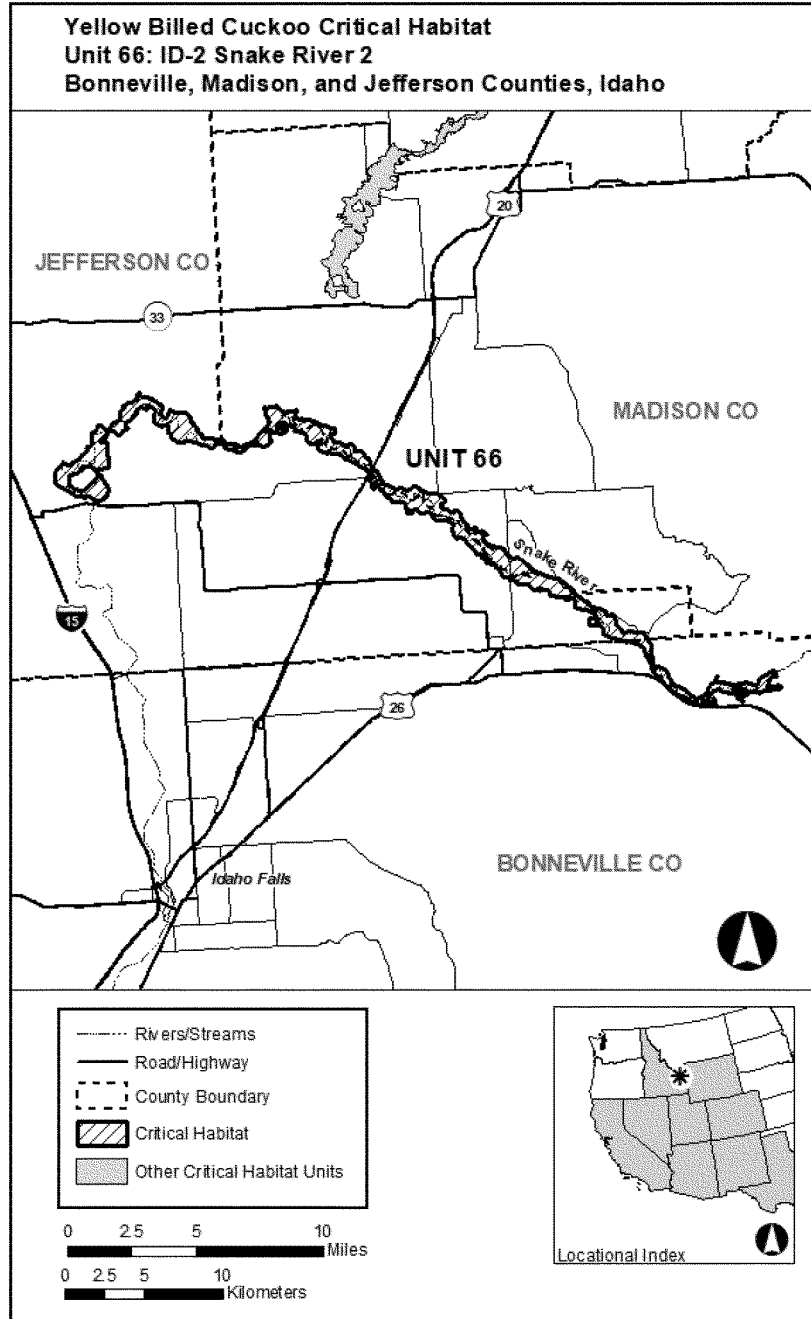 Yellow Billed Cuckoo Critical Habitat
Unit 66: ID-2 Snake River 2
Bonneville, Madison, and Jefferson Counties, Idaho
20
JEFFERSON CO
33
MADISON CO
UNIT 66
Snake River
15
26
BONNEVILLE CO
Idaho Falls
Rivers/Streams
Road/Highway
County Boundary
Critical Habitat
Other Critical Habitat Units
0 2.5 5 10
Miles
0 2.5 5 10
Kilometers
Locational Index